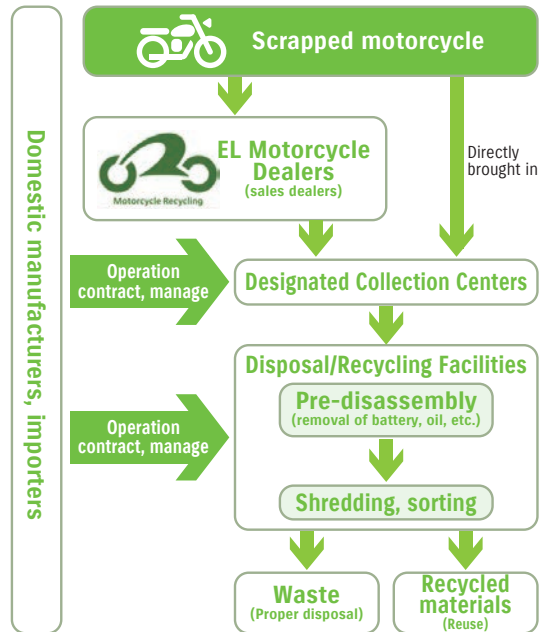 Scrapped motorcycle
Domestic manufacturers, importers
EL Motorcycle
Dealers
(sales dealers)
Motorcycle Recycling
Directly
brought in
Operation
contract, manage
Designated Collection Centers
Disposal/Recycling Facilities
Pre-disassembly
(removal of battery, oil, etc.)
Operation
contract, manage
Shredding, sorting
Waste
(Proper disposal)
Recycled
materials
(Reuse)